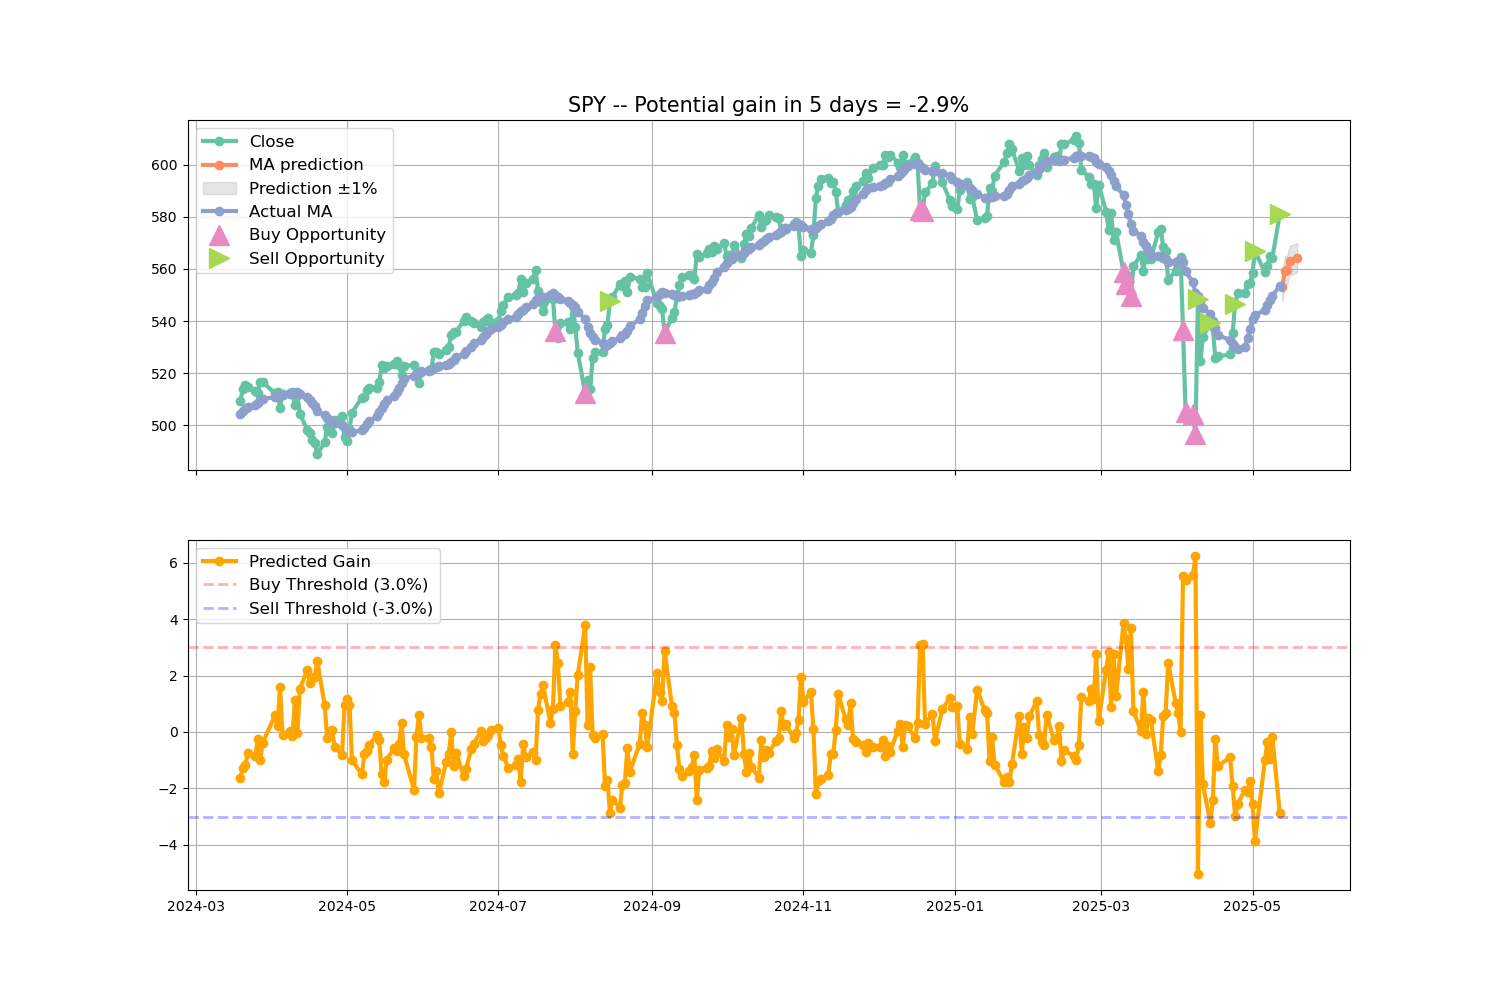 SPY -- Potential gain in 5 days = -2.9%
Close
MA prediction
Prediction ±1%
Actual MA
Buy Opportunity
Sell Opportunity
600
580
560
540
520
500
Predicted Gain
Buy Threshold (3.0%)
Sell Threshold (-3.0%)
6
4
2
0
−2
−4
2024-03 2024-05 2024-07 2024-09 2024-11 2025-01 2025-03 2025-05